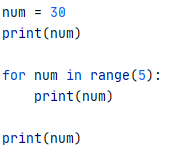 num = 30
print(num)

for num in range(5):
    print(num)

print(num)